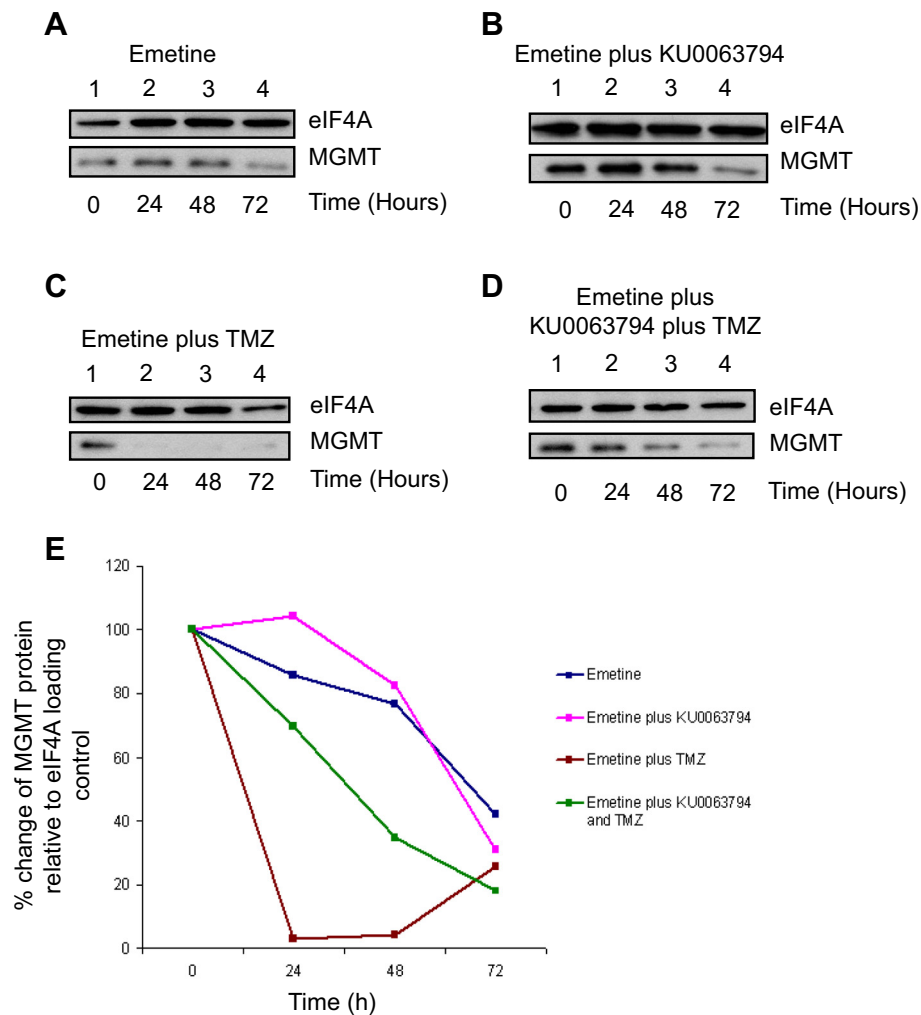 A
Emetine
1 2 3 4
eIF4A
MGMT
0 24 48 72 Time (Hours)
B
Emetine plus KU0063794
1 2 3 4
eIF4A
MGMT
0 24 48 72 Time (Hours)
C
Emetine plus TMZ
1 2 3 4
eIF4A
MGMT
0 24 48 72 Time (Hours)
D
Emetine plus
KU0063794 plus TMZ
1 2 3 4
eIF4A
MGMT
0 24 48 72 Time (Hours)
E
% change of MGMT protein
relative to eIF4A loading
control
120
100
80
60
40
20
0
0 24 48 72
Time (h)
Emetine
Emetine plus KU0063794
Emetine plus TMZ
Emetine plus KU0063794
and TMZ